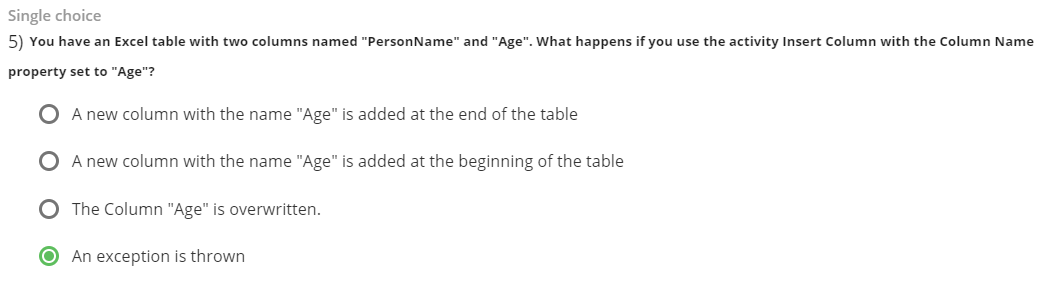 Single choice
5) You have an Excel table with two columns named "PersonName" and "Age". What happens if you use the activity Insert Column with the Column Name
property set to "Age"?
A new column with the name "Age" is added at the end of the table
A new column with the name "Age" is added at the beginning of the table
The Column "Age" is overwritten.
An exception is thrown